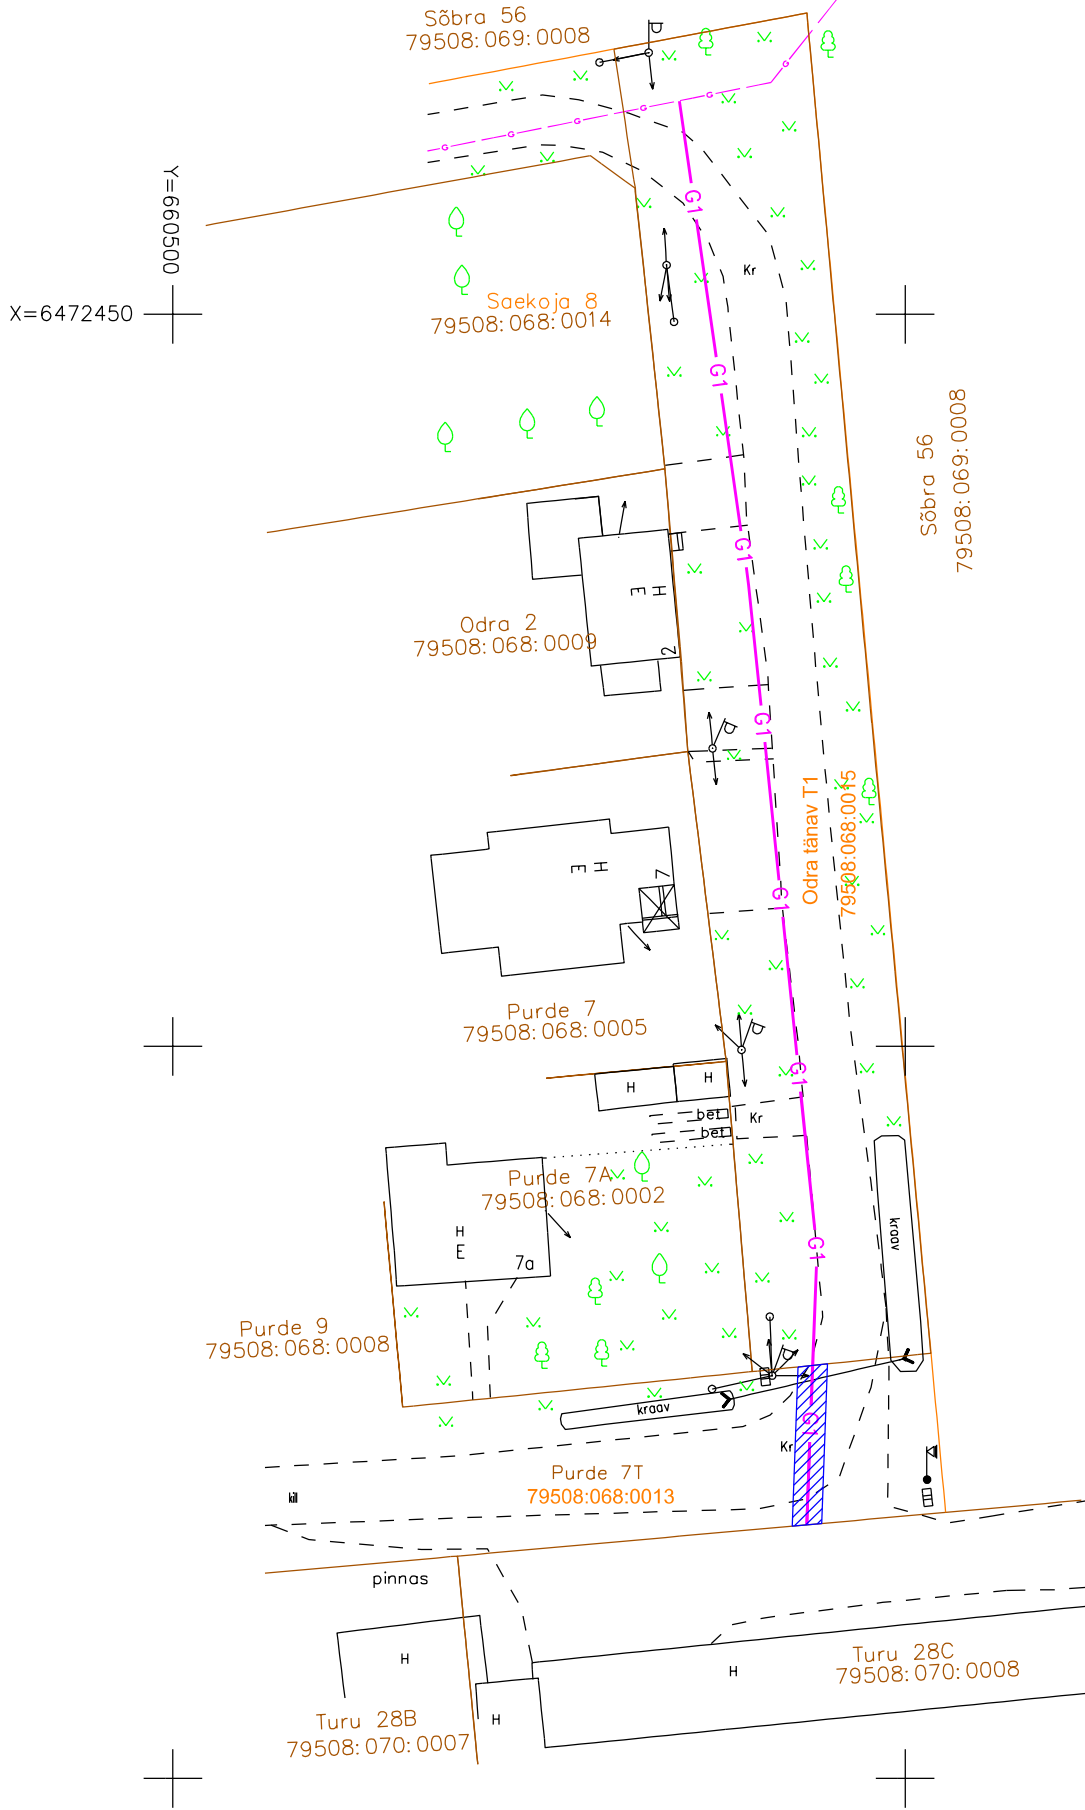 Sõbra 56
79508:069:0008
G
G
G
G
G
G
Y=660500
X=6472450
G1
Kr
Saekoja 8
79508:068:0014
G1
Sõbra 56
79508:069:0008
G1
H
E
2
Odra 2
79508:068:0009
G1
Odra tänav T1
79508:068:0015
H
E
7
G1
Purde 7
79508:068:0005
G1
H
H
bet
bet
Kr
Purde 7A
79508:068:0002
H
E
7a
G1
kraav
Purde 9
79508:068:0008
kraav
G1
Kr
Purde 7T
79508:068:0013
kill
pinnas
H
H
H
Turu 28C
79508:070:0008
Turu 28B
79508:070:0007